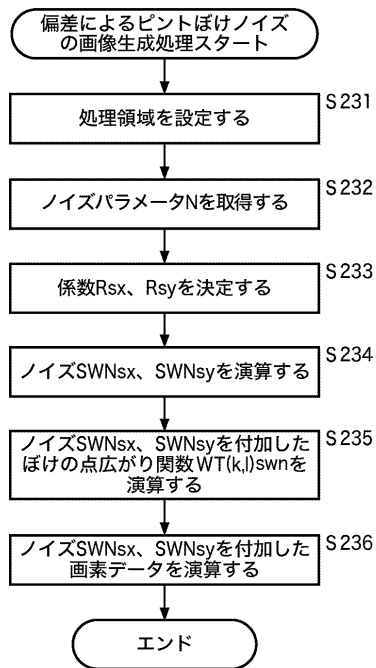 偏差によるピントぼけノイズ
の画像生成処理スタート
S231
処理領域を設定する
S232
ノイズパラメータNを取得する
S233
係数Rsx、Rsyを決定する
S234
ノイズSWNsx、SWNsyを演算する
S235
ノイズSWNsx、SWNsyを付加した
ぼけの点広がり関数WT(k,l)swnを
演算する
S236
ノイズSWNsx、SWNsyを付加した
画素データを演算する
エンド